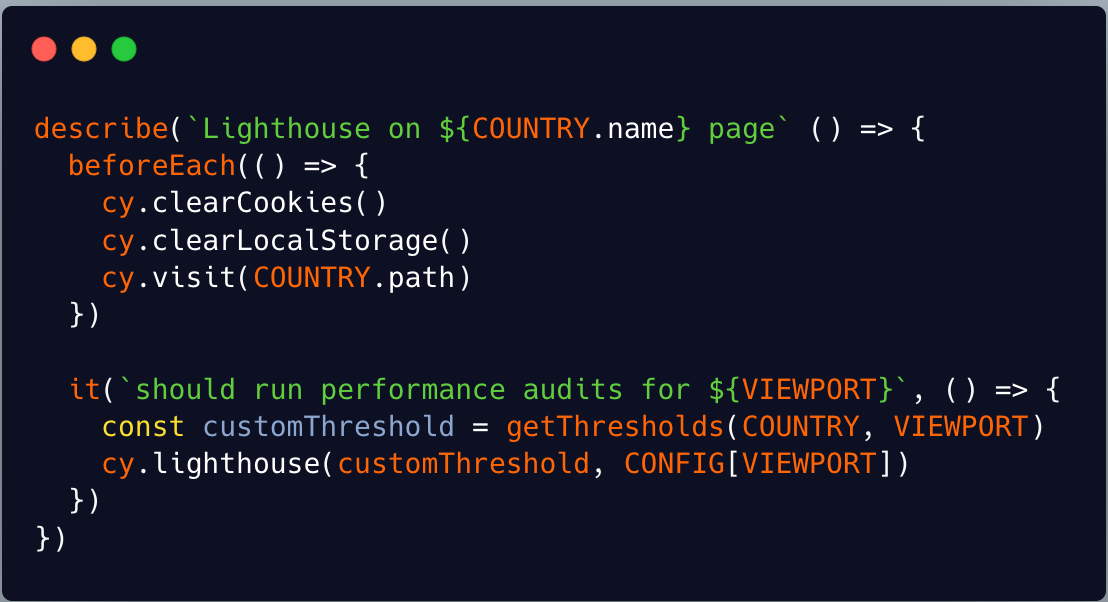 describe(`Lighthouse on ${COUNTRY.name} page` () => {
  beforeEach(() => {
    cy.clearCookies()
    cy.clearLocalStorage()
    cy.visit(COUNTRY.path)
  })

  it(`should run performance audits for ${VIEWPORT}`, () => {
    const customThreshold = getThresholds(COUNTRY, VIEWPORT)
    cy.lighthouse(customThreshold, CONFIG[VIEWPORT])
  })
})